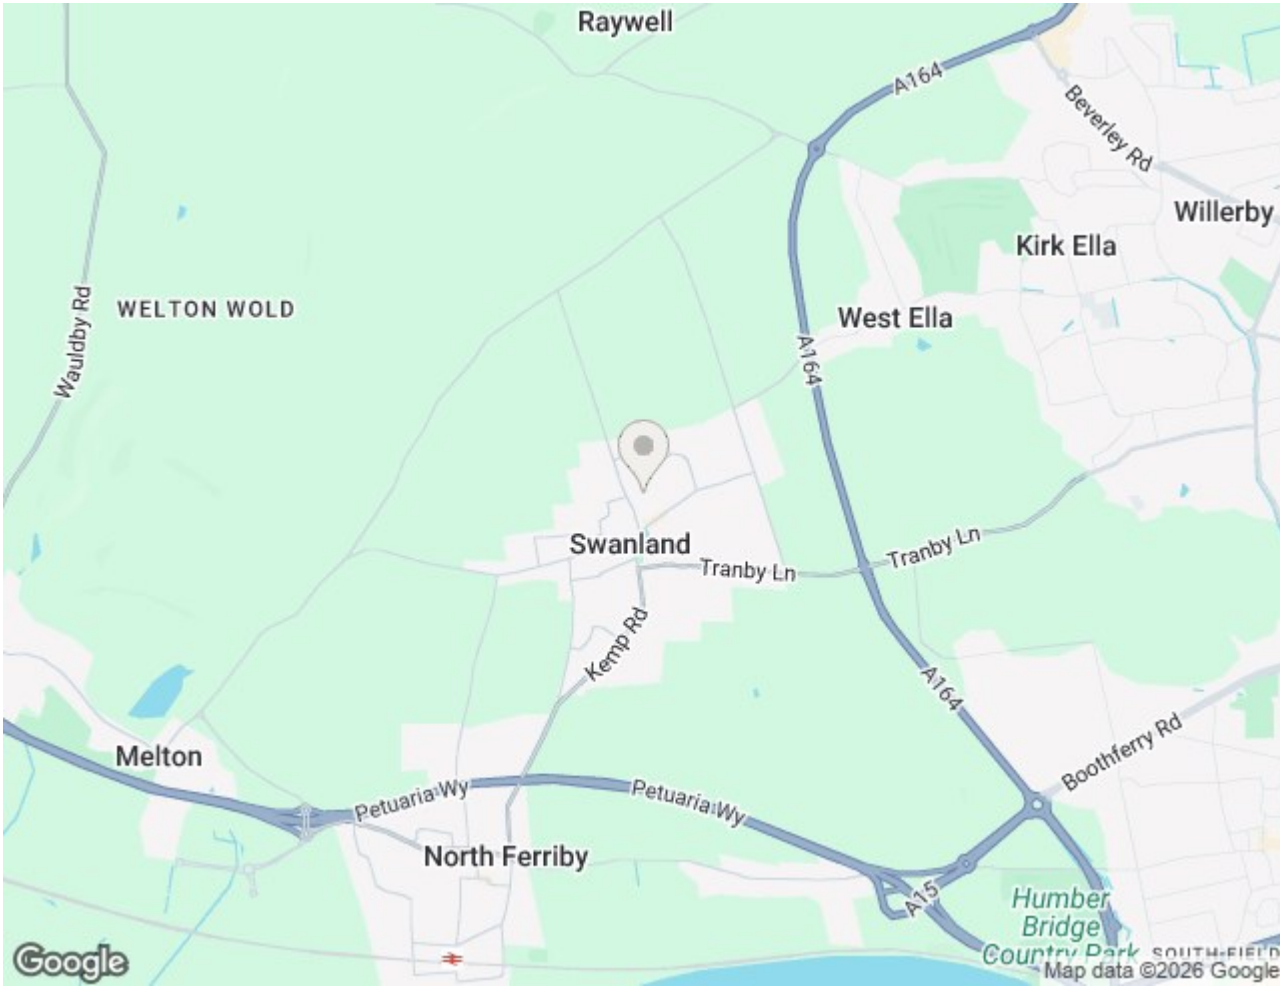 Raywell
A164
Beverley Rd
Willerby
Kirk Ella
WELTON WOLD
Wauldby Rd
West Ella
A164
Swanland
Tranby Ln
Tranby Ln
Kemp Rd
A164
Melton
Boothferry Rd
Petuaria Wy
Petuaria Wy
North Ferriby
A15
Humber
Bridge
Country Park
SOUTH FIELD
Google
Map data ©2026 Google